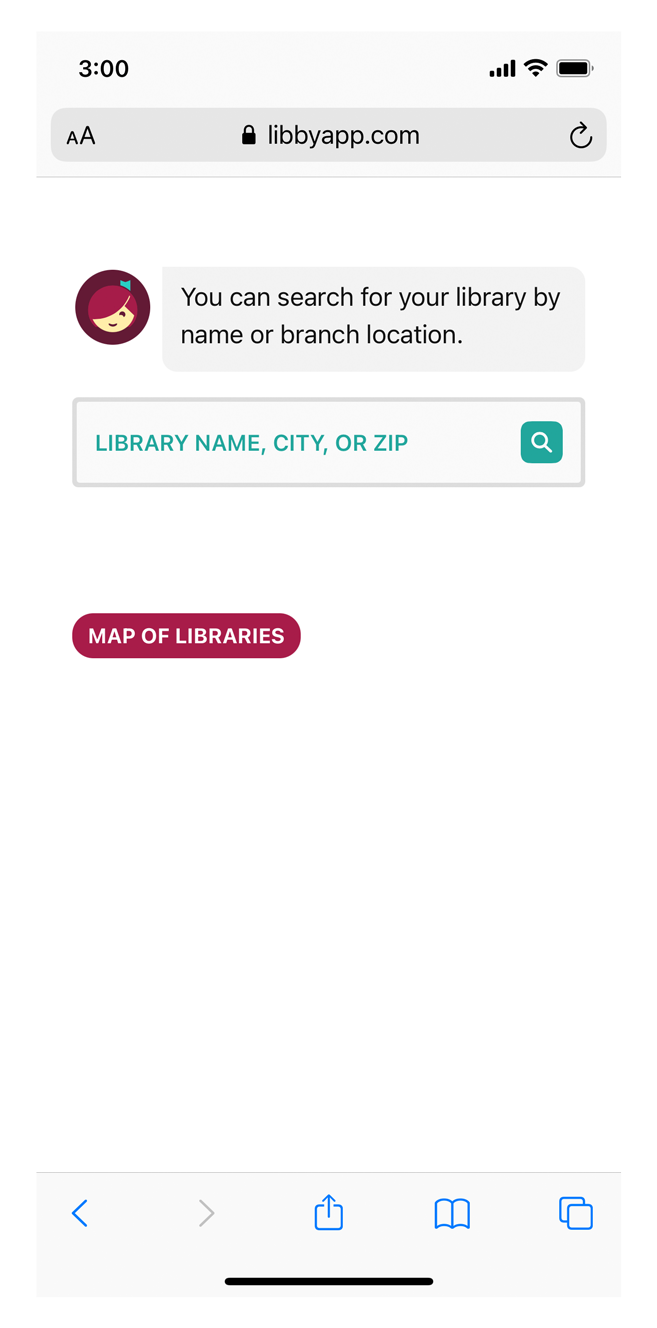 3:00
AA libbyapp.com
You can search for your library by
name or branch location.
LIBRARY NAME, CITY, OR ZIP
MAP OF LIBRARIES